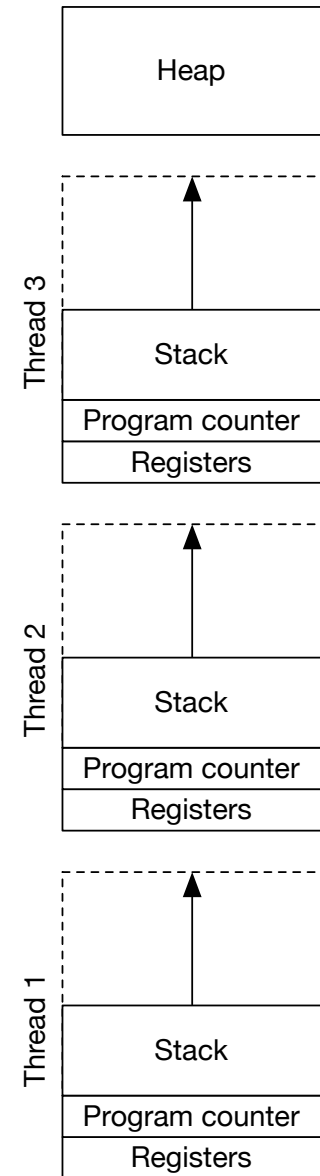 Heap
Thread 3
Stack
Program counter
Registers
Thread 2
Stack
Program counter
Registers
Thread 1
Stack
Program counter
Registers